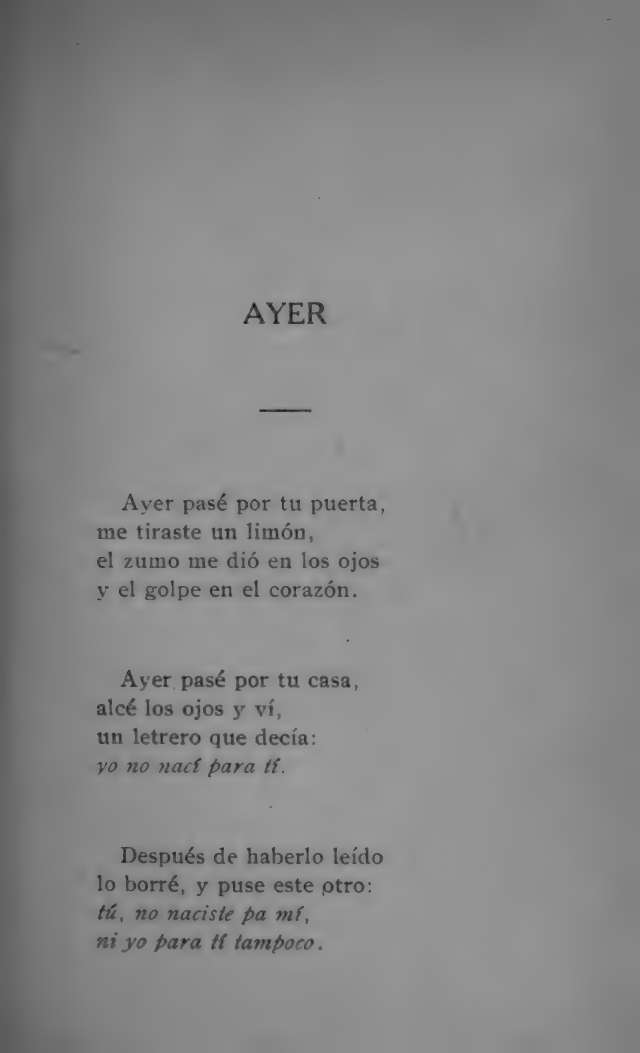 AYER
Ayer pasé por tu puerta,
me tiraste un limón,
el zumo me dió en los ojos
y el golpe en el corazón.
Ayer pasé por tu casa,
alcé los ojos y ví,
un letrero que decía:
yo no nací para tí.
Después de haberlo leído
lo borré, y puse este otro:
tú, no naciste pa mí,
ni yo para tí tampoco.